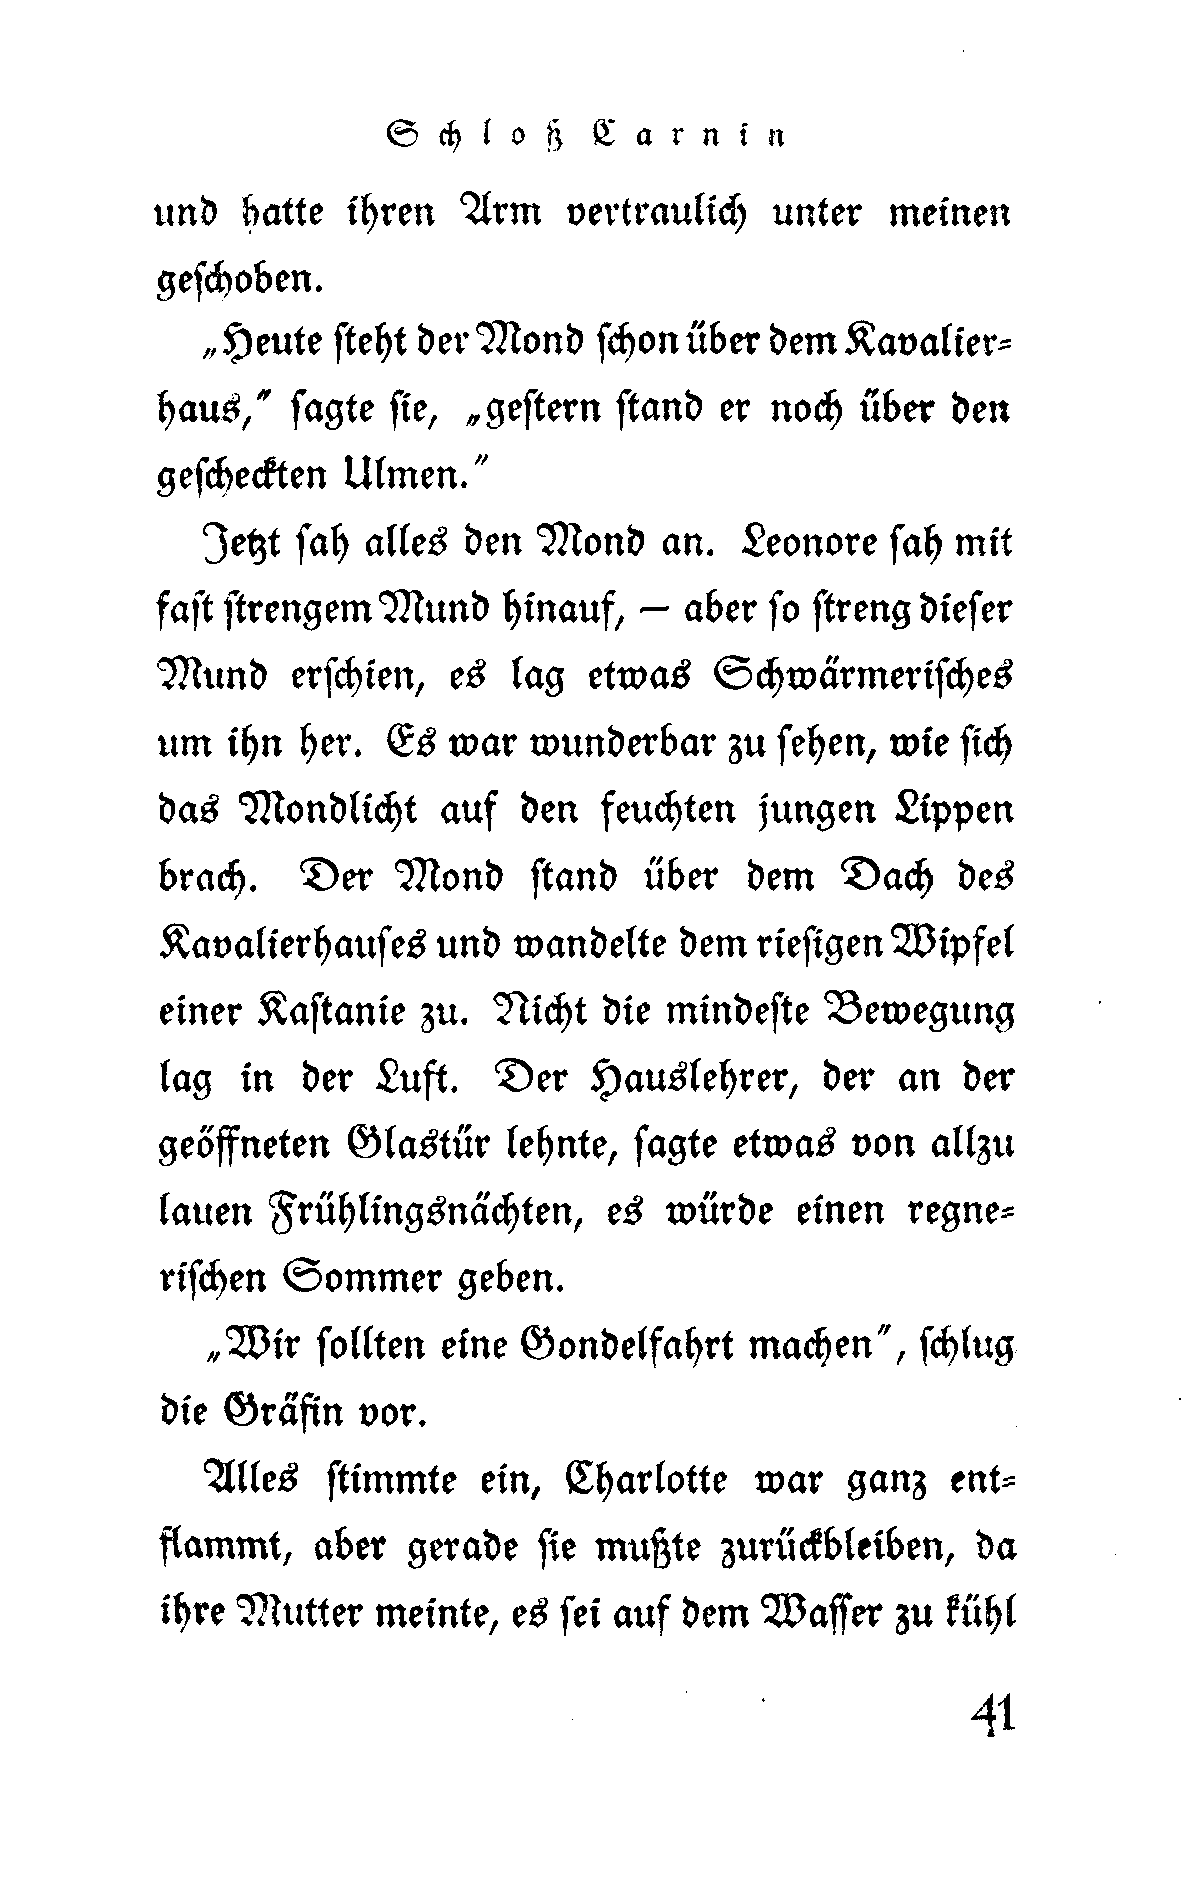 Schloß Carnin
und hatte ihren Arm vertraulich unter meinen
geschoben.
„Heute steht der Mond schon über dem Kavalier-
haus,“ sagte sie, „gestern stand er noch über den
gescheckten Ulmen.“
Jetzt sah alles den Mond an. Leonore sah mit
fast strengem Mund hinauf, — aber so streng dieser
Mund erschien, es lag etwas Schwärmerisches
um ihn her. Es war wunderbar zu sehen, wie sich
das Mondlicht auf den feuchten jungen Lippen
brach. Der Mond stand über dem Dach des
Kavalierhauses und wandelte dem riesigen Wipfel
einer Kastanie zu. Nicht die mindeste Bewegung
lag in der Luft. Der Hauslehrer, der an der
geöffneten Glastür lehnte, sagte etwas von allzu
lauen Frühlingsnächten, es würde einen regne-
rischen Sommer geben.
„Wir sollten eine Gondelfahrt machen“, schlug
die Gräfin vor.
Alles stimmte ein, Charlotte war ganz ent-
flammt, aber gerade sie mußte zurückbleiben, da
ihre Mutter meinte, es sei auf dem Wasser zu kühl
41